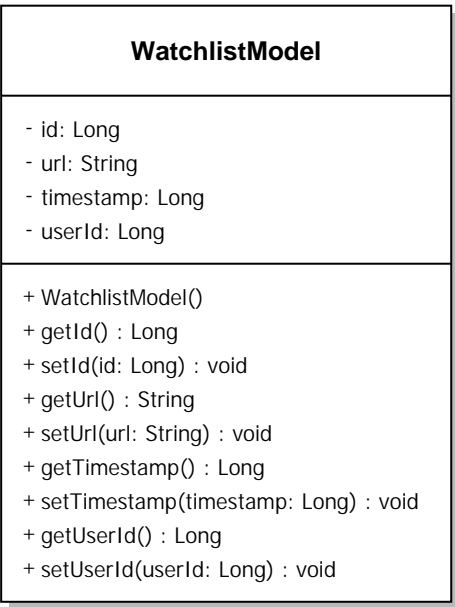 WatchlistModel
- id: Long
- url: String
- timestamp: Long
- userId: Long
+ WatchlistModel()
+ getId() : Long
+ setId(id: Long) : void
+ getUrl() : String
+ setUrl(url: String) : void
+ getTimestamp() : Long
+ setTimestamp(timestamp: Long) : void
+ getUserId() : Long
+ setUserId(userId: Long) : void